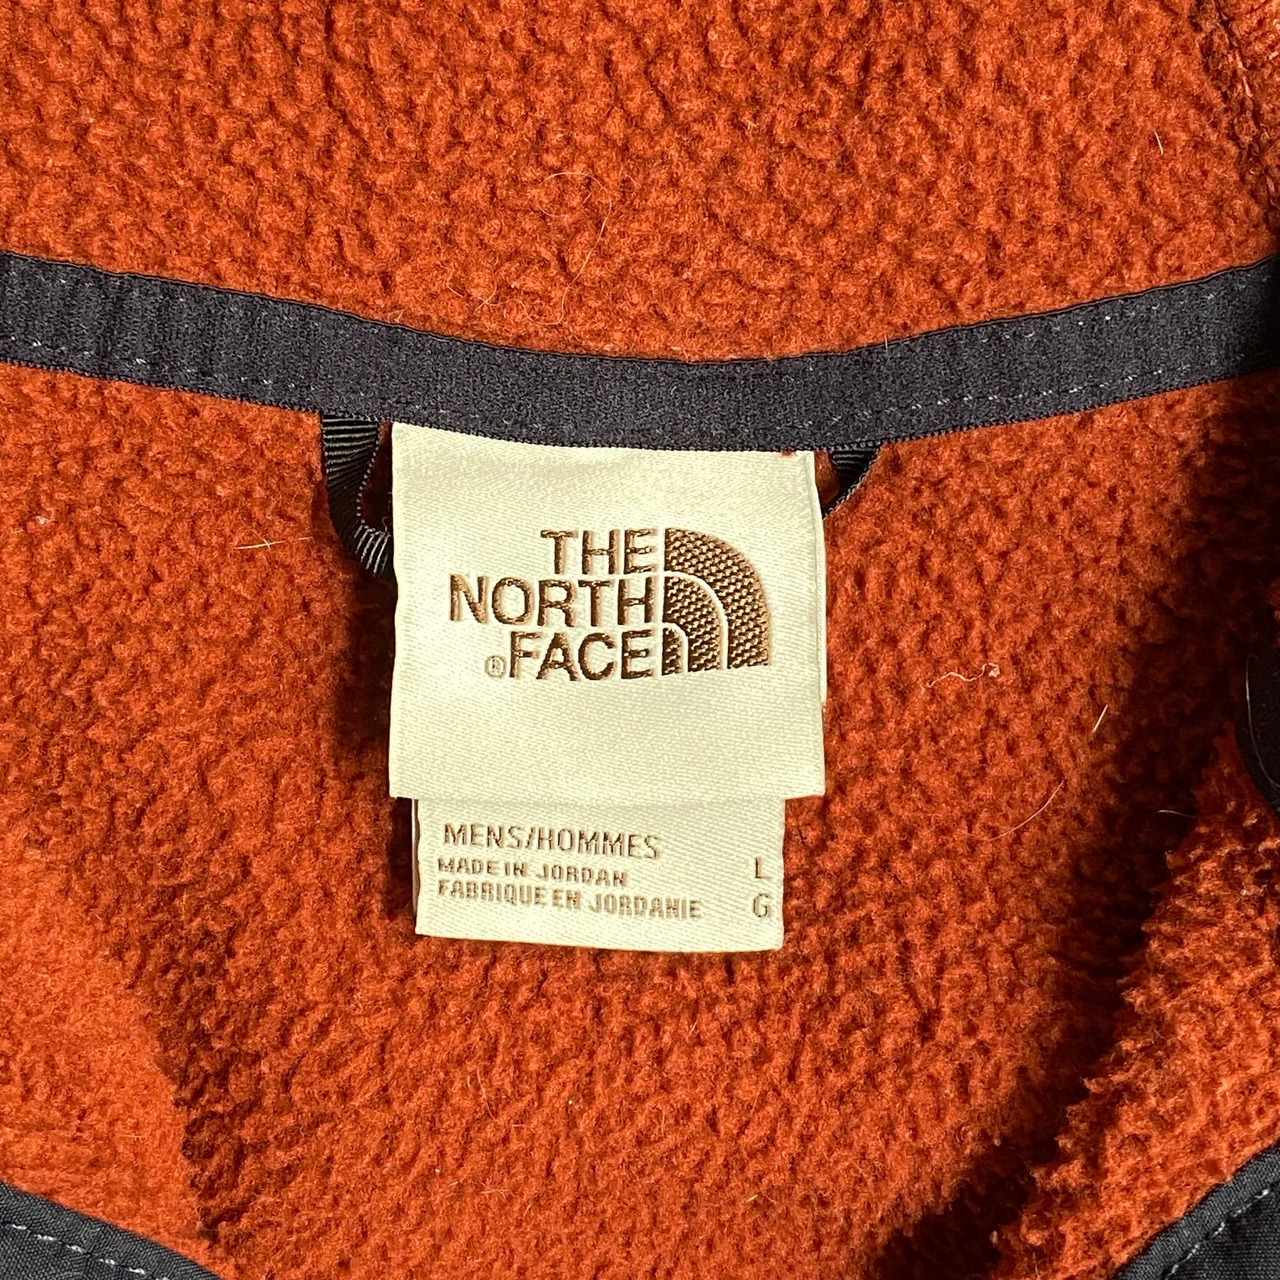 THE
NORTH
®FACE
MENS/HOMMES
MADE IN JORDAN L
FABRIQUE EN JORDANIE G